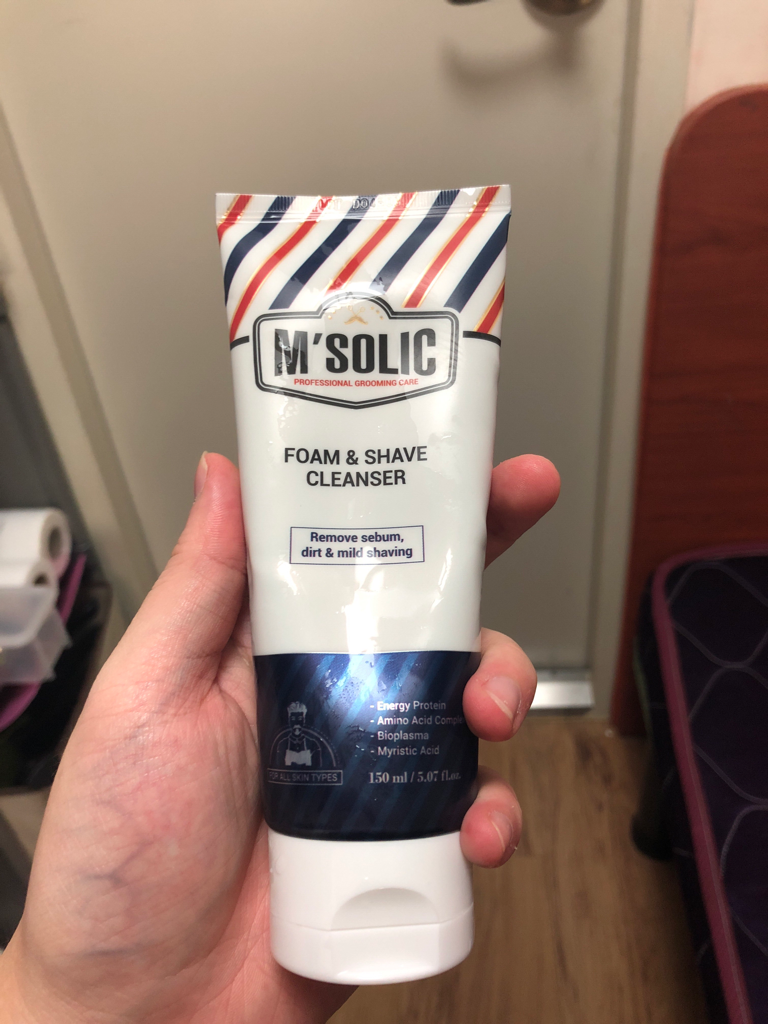 M'SOLIC
PROFESSIONAL GROOMING CARE
FOAM & SHAVE
CLEANSER
Remove sebum,
dirt & mild shaving
- Energy Protein
- Amino Acid
- Bioplasma
- Myristic Acid
FOR ALL SKIN TYPES
150 ml / 5.07 fl.oz.